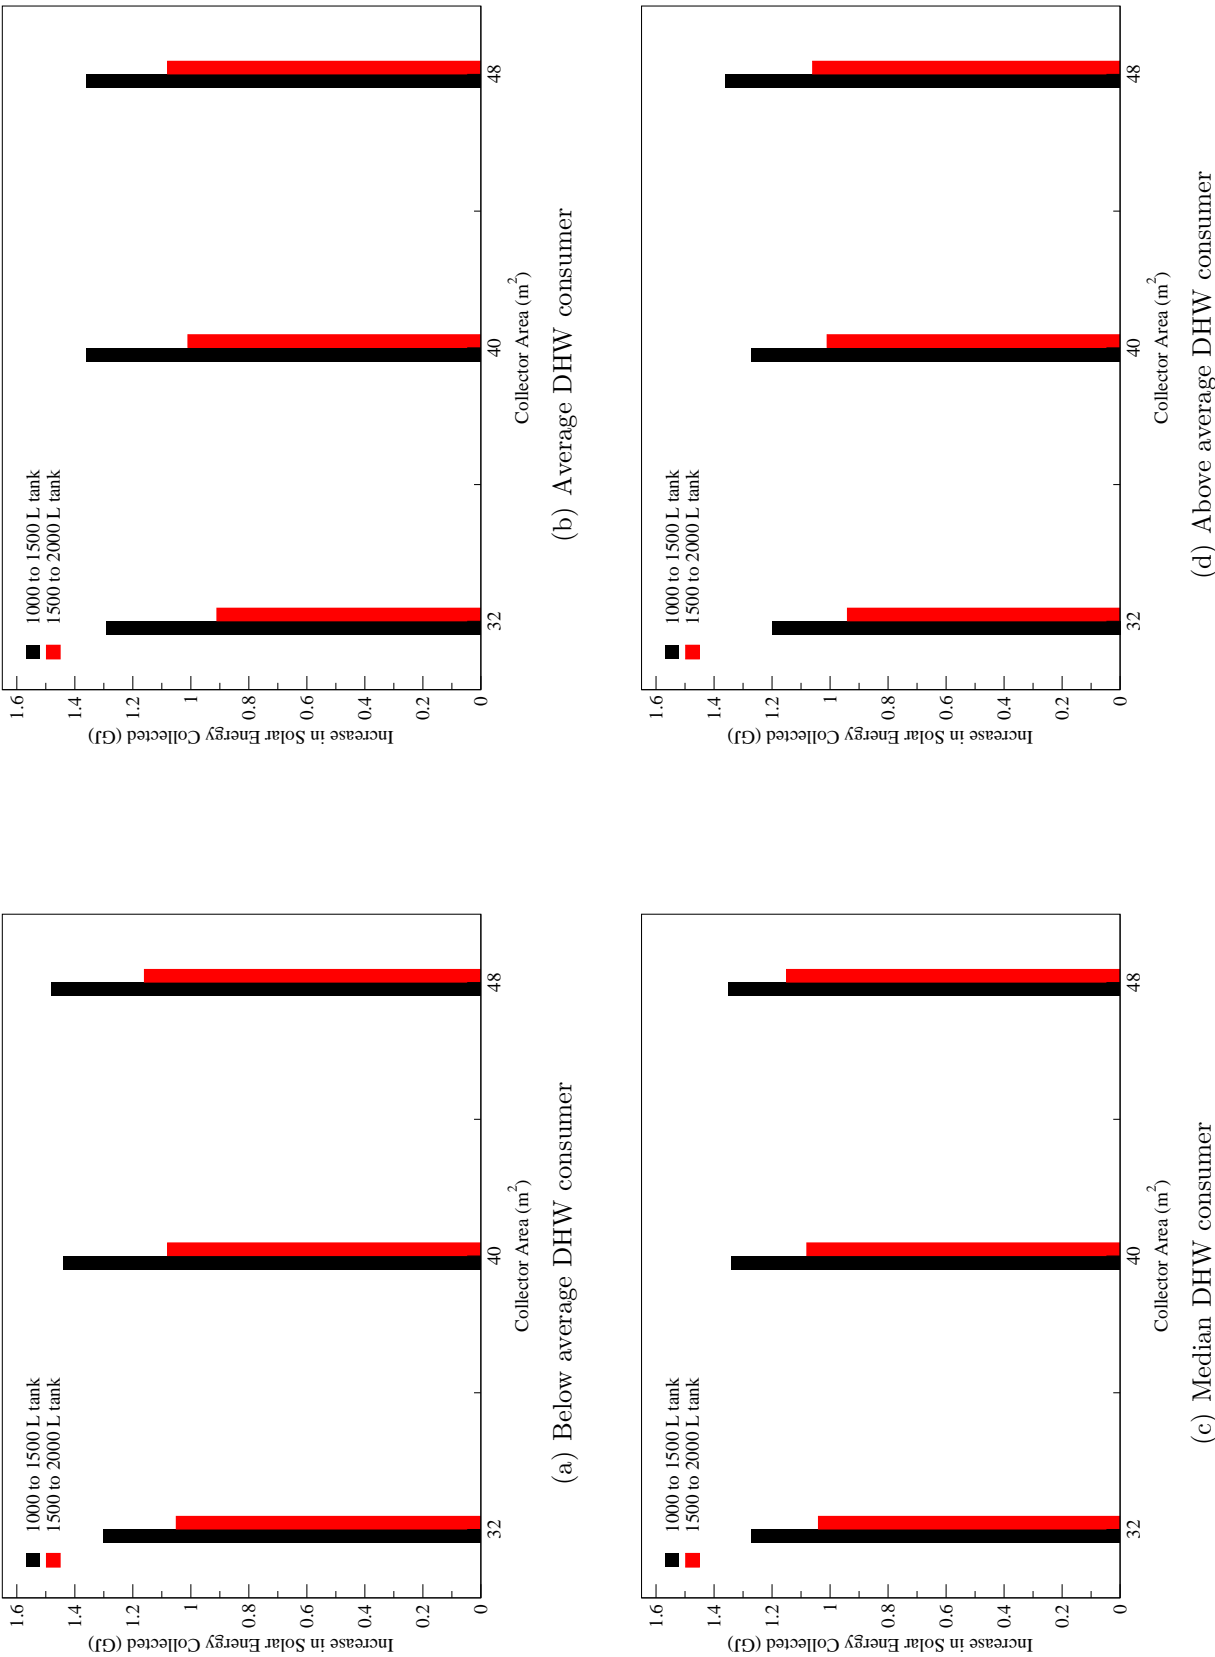 1.6
1.4
1.2
1
0.8
0.6
0.4
0.2
0
Increase in Solar Energy Collected (GJ)
1000 to 1500 L tank
1500 to 2000 L tank
32
40
48
Collector Area (m²)
(a) Below average DHW consumer
1.6
1.4
1.2
1
0.8
0.6
0.4
0.2
0
Increase in Solar Energy Collected (GJ)
1000 to 1500 L tank
1500 to 2000 L tank
32
40
48
Collector Area (m²)
(b) Average DHW consumer
1.6
1.4
1.2
1
0.8
0.6
0.4
0.2
0
Increase in Solar Energy Collected (GJ)
1000 to 1500 L tank
1500 to 2000 L tank
32
40
48
Collector Area (m²)
(c) Median DHW consumer
1.6
1.4
1.2
1
0.8
0.6
0.4
0.2
0
Increase in Solar Energy Collected (GJ)
1000 to 1500 L tank
1500 to 2000 L tank
32
40
48
Collector Area (m²)
(d) Above average DHW consumer